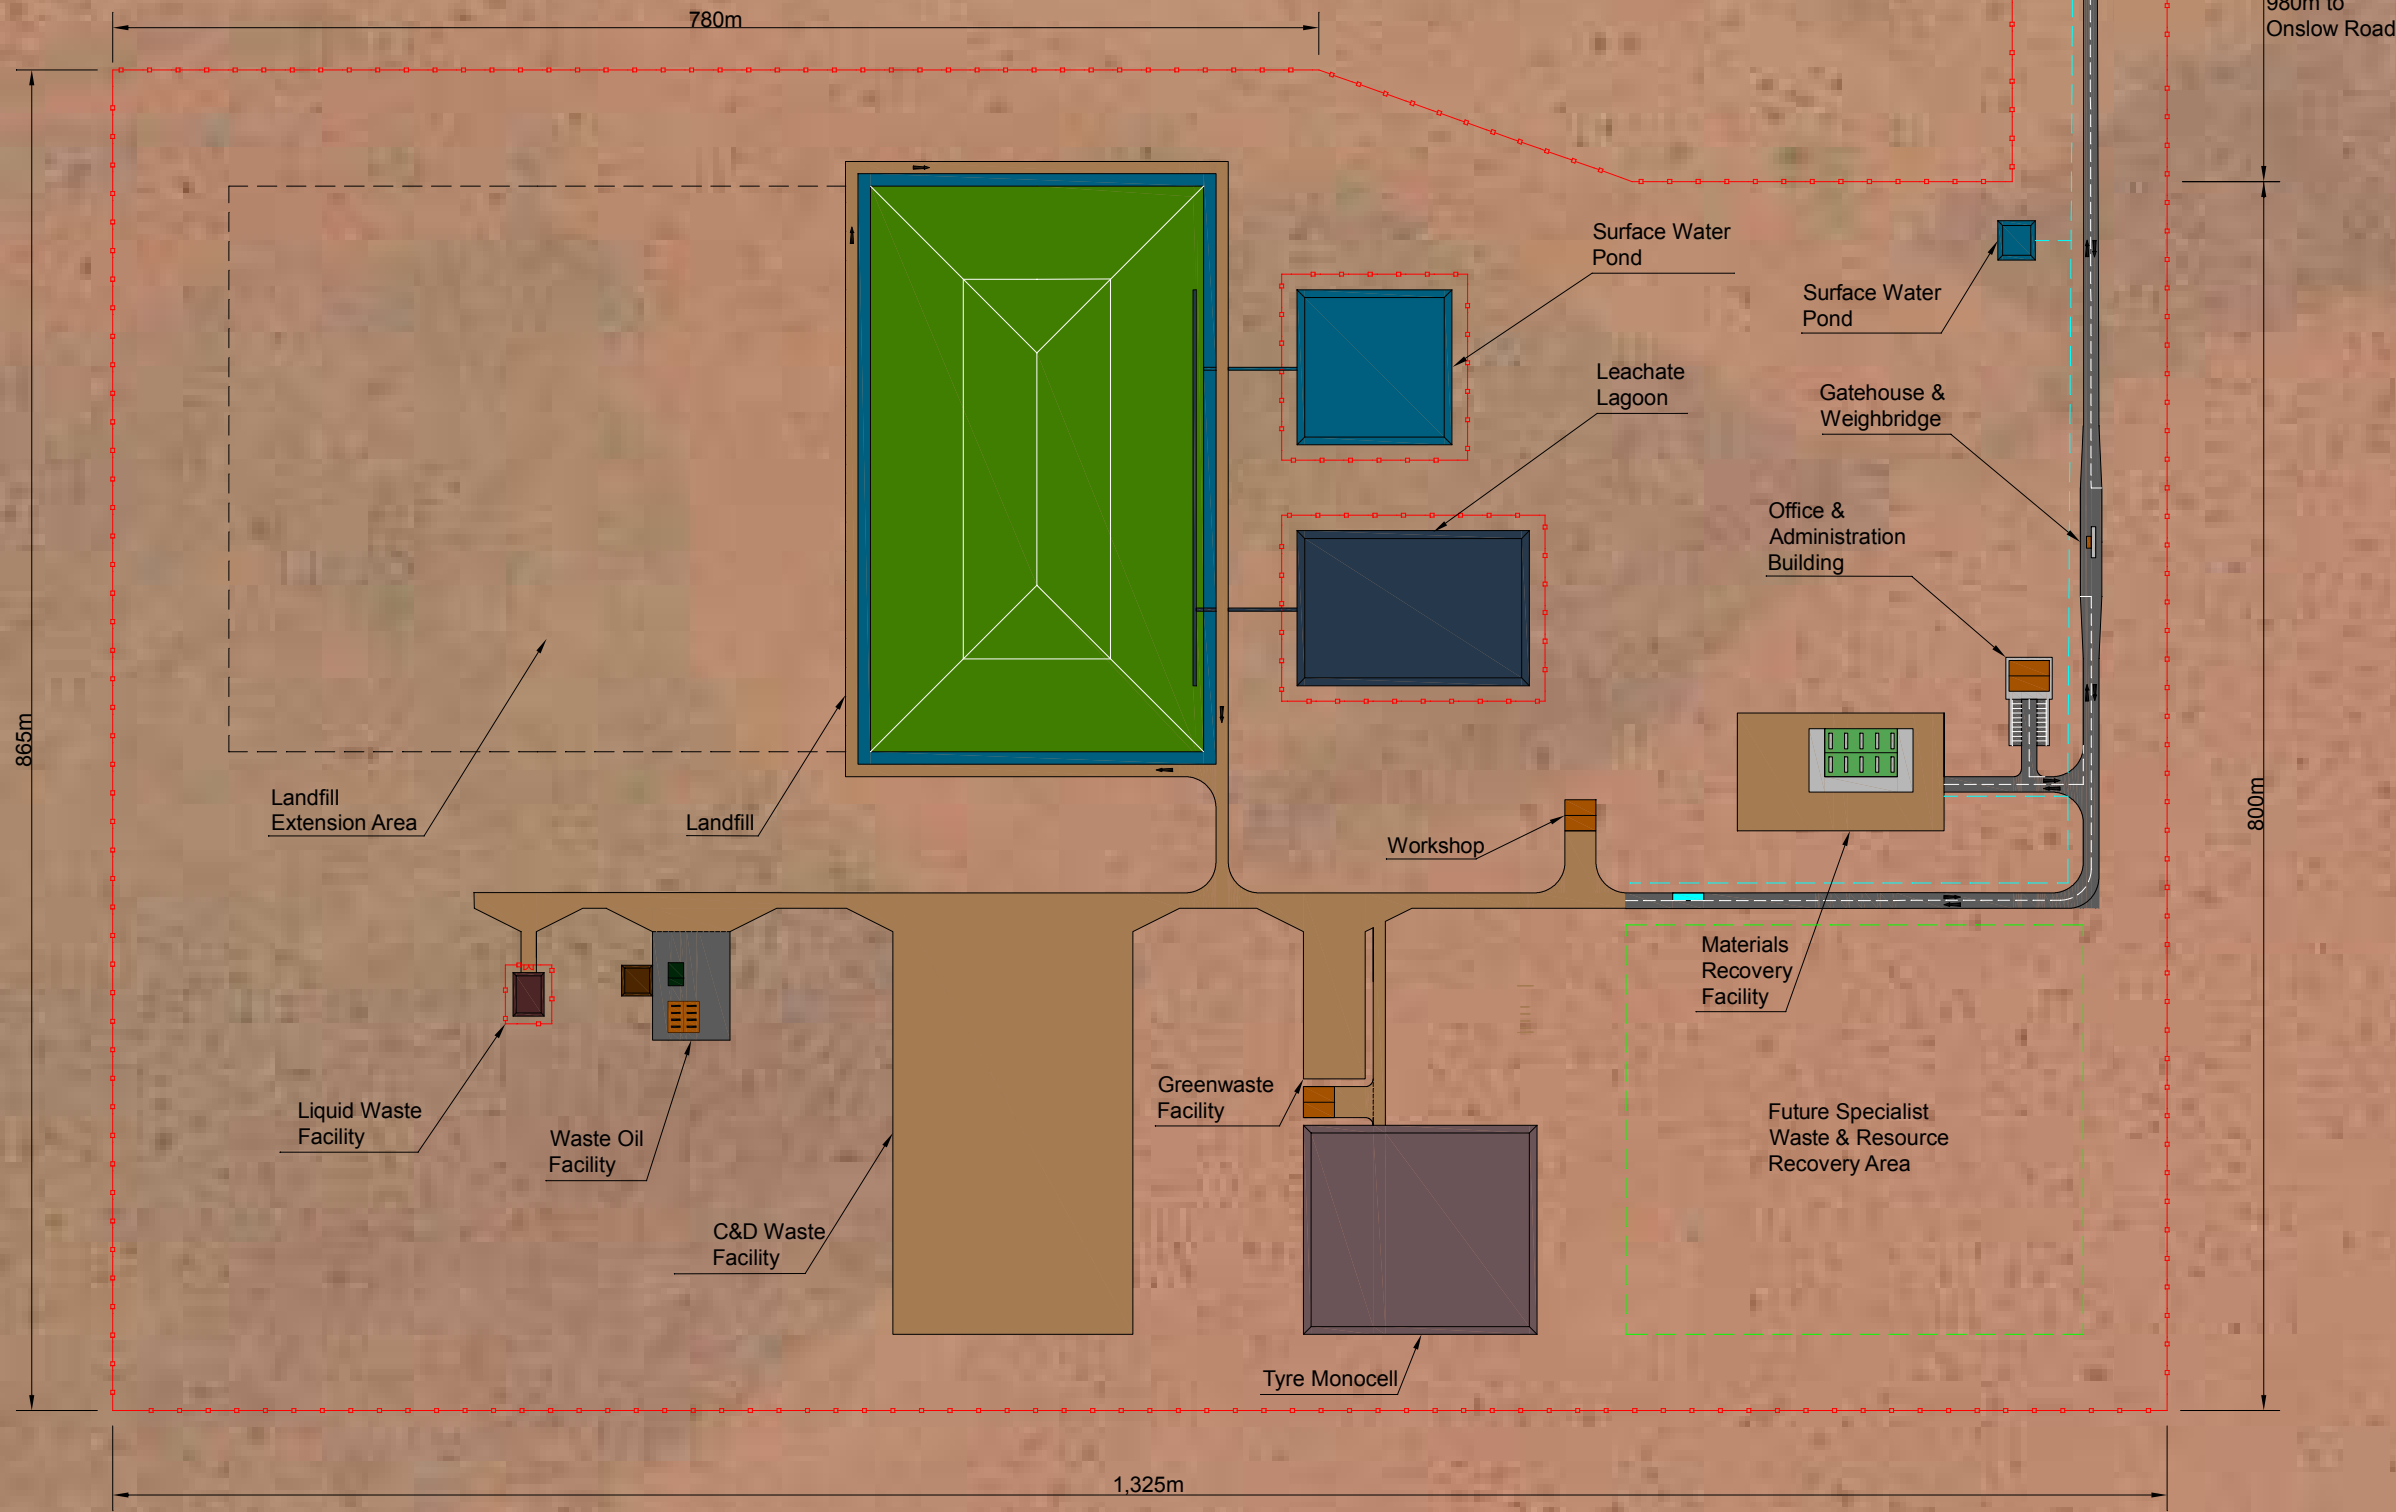 780m
980m to
Onslow Road
Surface Water
Pond
Surface Water
Pond
Leachate
Lagoon
Gatehouse &
Weighbridge
Office &
Administration
Building
865m
800m
Landfill
Extension Area
Landfill
Workshop
Materials
Recovery
Facility
Liquid Waste
Facility
Waste Oil
Facility
Greenwaste
Facility
Future Specialist
Waste & Resource
Recovery Area
C&D Waste
Facility
Tyre Monocell
1,325m